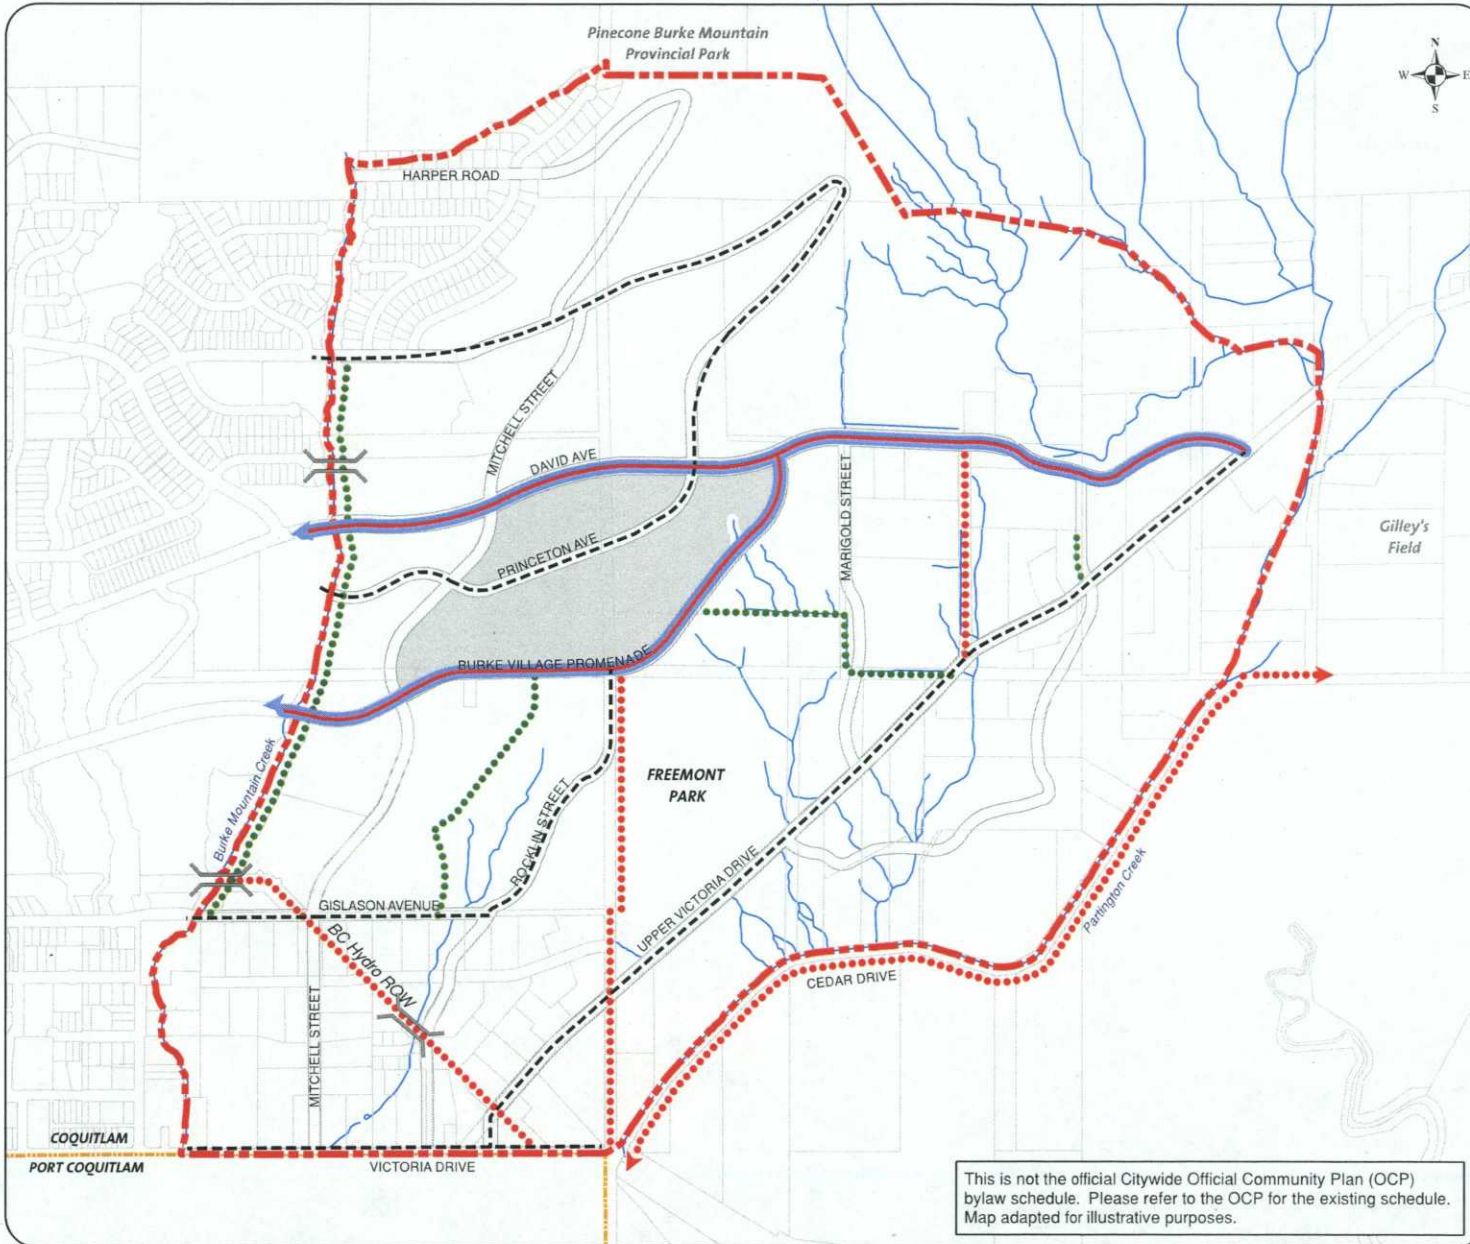 Pinecone Burke Mountain
Provincial Park
N
W E
S
HARPER ROAD
MITCHELL STREET
DAVID AVE
MARIGOLD STREET
PRINCETON AVE
Gilley's
Field
BURKE VILLAGE PROMENADE
Burke Mountain Creek
FREEMONT
PARK
ROCKLIN STREET
UPPER VICTORIA DRIVE
GISLASON AVENUE
Partington Creek
BC Hydro ROW
CEDAR DRIVE
MITCHELL STREET
COQUITLAM
PORT COQUITLAM
VICTORIA DRIVE
This is not the official Citywide Official Community Plan (OCP)
bylaw schedule. Please refer to the OCP for the existing schedule.
Map adapted for illustrative purposes.